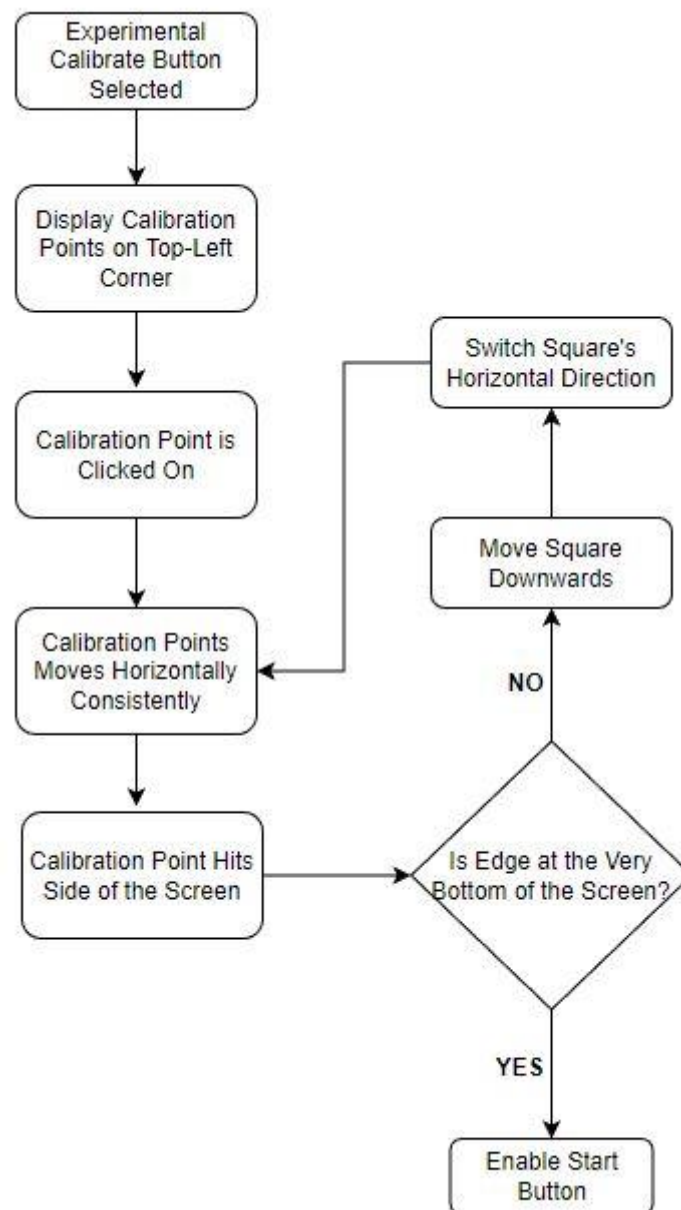 Experimental
Calibrate Button
Selected
Display Calibration
Points on Top-Left
Corner
Calibration Point is
Clicked On
Calibration Points
Moves Horizontally
Consistently
Calibration Point Hits
Side of the Screen
Is Edge at the Very
Bottom of the Screen?
NO
Move Square
Downwards
Switch Square's
Horizontal Direction
YES
Enable Start
Button